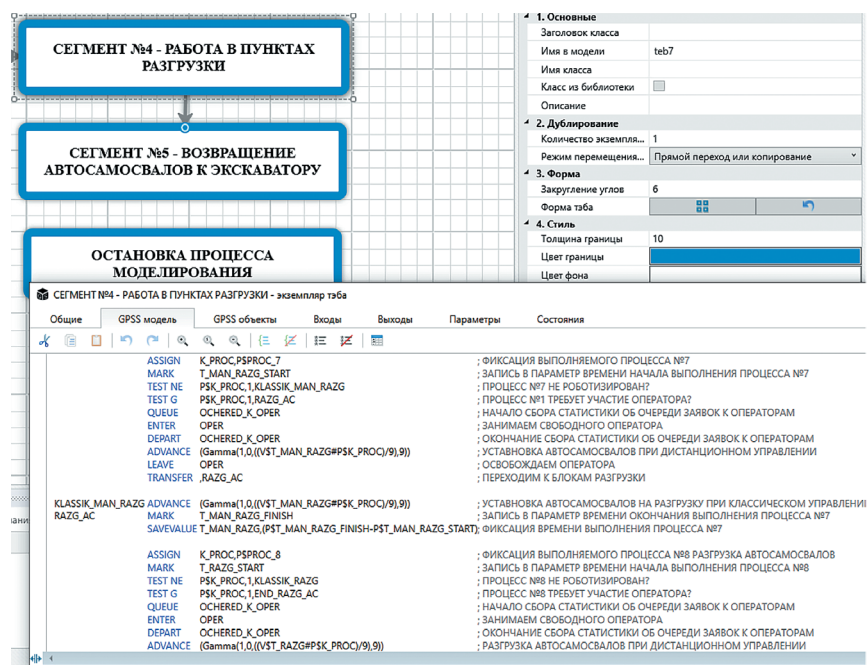 СЕГМЕНТ №4 - РАБОТА В ПУНКТАХ
РАЗГРУЗКИ
СЕГМЕНТ №5 - ВОЗВРАЩЕНИЕ
АВТОСАМОСВАЛОВ К ЭКСКАВАТОРУ
ОСТАНОВКА ПРОЦЕССА
МОДЕЛИРОВАНИЯ
1. Основные
Заголовок класса
Имя в модели teb7
Имя класса
Класс из библиотеки
Описание
2. Дублирование
Количество экземпля... 1
Режим перемещения... Прямой переход или копирование
3. Форма
Закругление углов 6
Форма таба
4. Стиль
Толщина границы 10
Цвет границы
Цвет фона
СЕГМЕНТ №4 - РАБОТА В ПУНКТАХ РАЗГРУЗКИ - экземпляр тэба
Общие GPSS модель GPSS объекты Входы Выходы Параметры Состояния
ASSIGN K_PROC,P$PROC_7 ; ФИКСАЦИЯ ВЫПОЛНЯЕМОГО ПРОЦЕССА №7
MARK T_MAN_RAZG_START ; ЗАПИСЬ В ПАРАМЕТР ВРЕМЕНИ НАЧАЛА ВЫПОЛНЕНИЯ ПРОЦЕССА №7
TEST NE P$K_PROC,1,KLASSIK_MAN_RAZG ; ПРОЦЕСС №7 НЕ РОБОТИЗИРОВАН?
TEST G P$K_PROC,1,RAZG_AC ; ПРОЦЕСС №1 ТРЕБУЕТ УЧАСТИЕ ОПЕРАТОРА?
QUEUE OCHERED_K_OPER ; НАЧАЛО СБОРА СТАТИСТИКИ ОБ ОЧЕРЕДИ ЗАЯВОК К ОПЕРАТОРАМ
ENTER OPER ; ЗАНИМАЕМ СВОБОДНОГО ОПЕРАТОРА
DEPART OCHERED_K_OPER ; ОКОНЧАНИЕ СБОРА СТАТИСТИКИ ОБ ОЧЕРЕДИ ЗАЯВОК К ОПЕРАТОРАМ
ADVANCE (Gamma(1,0,((V$T_MAN_RAZG#P$K_PROC)/9),9)) ; УСТАВНОВКА АВТОСАМОСВАЛОВ ПРИ ДИСТАНЦИОННОМ УПРАВЛЕНИИ
LEAVE OPER ; ОСВОБОЖДАЕМ ОПЕРАТОРА
TRANSFER ,RAZG_AC ; ПЕРЕХОДИМ К БЛОКАМ РАЗГРУЗКИ
KLASSIK_MAN_RAZG ADVANCE (Gamma(1,0,((V$T_MAN_RAZG#P$K_PROC)/9),9)) ; УСТАВНОВКА АВТОСАМОСВАЛОВ НА РАЗГРУЗКУ ПРИ КЛАССИЧЕСКОМ УПРАВЛЕНИ
RAZG_AC MARK T_MAN_RAZG_FINISH ; ЗАПИСЬ В ПАРАМЕТР ВРЕМЕНИ ОКОНЧАНИЯ ВЫПОЛНЕНИЯ ПРОЦЕССА №7
SAVEVALUE T_MAN_RAZG,(P$T_MAN_RAZG_FINISH-P$T_MAN_RAZG_START); ФИКСАЦИЯ ВРЕМЕНИ ВЫПОЛНЕНИЯ ПРОЦЕССА №7
ASSIGN K_PROC,P$PROC_8 ; ФИКСАЦИЯ ВЫПОЛНЯЕМОГО ПРОЦЕССА №8 РАЗГРУЗКА АВТОСАМОСВАЛОВ
MARK T_RAZG_START ; ЗАПИСЬ В ПАРАМЕТР ВРЕМЕНИ НАЧАЛА ВЫПОЛНЕНИЯ ПРОЦЕССА №8
TEST NE P$K_PROC,1,KLASSIK_RAZG ; ПРОЦЕСС №8 НЕ РОБОТИЗИРОВАН?
TEST G P$K_PROC,1,END_RAZG_AC ; ПРОЦЕСС №8 ТРЕБУЕТ УЧАСТИЕ ОПЕРАТОРА?
QUEUE OCHERED_K_OPER ; НАЧАЛО СБОРА СТАТИСТИКИ ОБ ОЧЕРЕДИ ЗАЯВОК К ОПЕРАТОРАМ
ENTER OPER ; ЗАНИМАЕМ СВОБОДНОГО ОПЕРАТОРА
DEPART OCHERED_K_OPER ; ОКОНЧАНИЕ СБОРА СТАТИСТИКИ ОБ ОЧЕРЕДИ ЗАЯВОК К ОПЕРАТОРАМ
ADVANCE (Gamma(1,0,((V$T_RAZG#P$K_PROC)/9),9)) ; РАЗГРУЗКА АВТОСАМОСВАЛОВ ПРИ ДИСТАНЦИОННОМ УПРАВЛЕНИИ